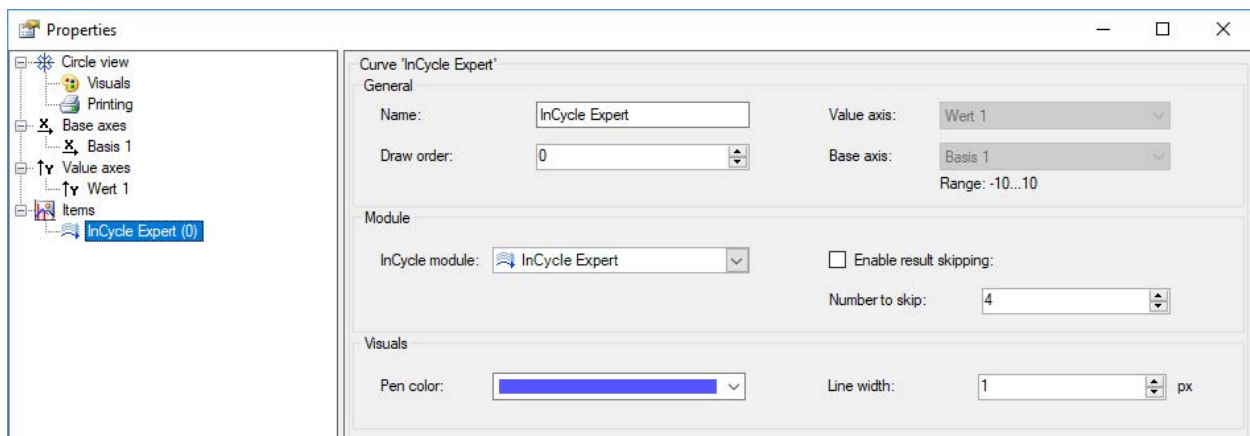 Properties
Circle view
Visuals
Printing
Base axes
Basis 1
Value axes
Wert 1
Items
InCycle Expert (0)
Curve 'InCycle Expert'
General
Name: InCycle Expert Value axis: Wert 1
Draw order: 0 Base axis: Basis 1
Range: -10...10
Module
InCycle module: InCycle Expert Enable result skipping:
Number to skip: 4
Visuals
Pen color: Line width: 1 px